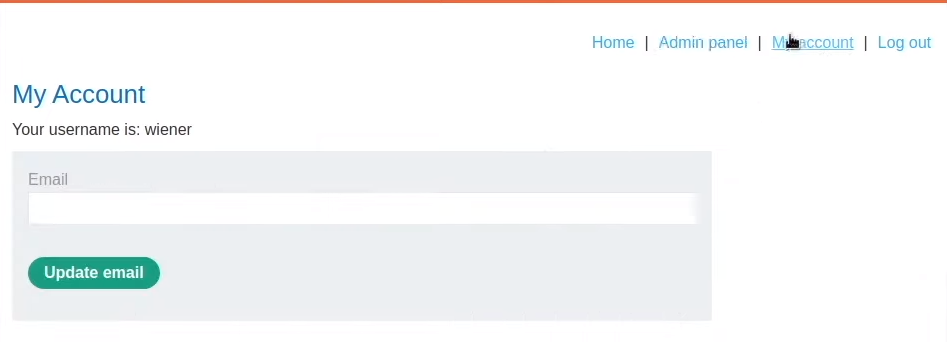 Home | Admin panel | My account | Log out
My Account
Your username is: wiener
Email
Update email